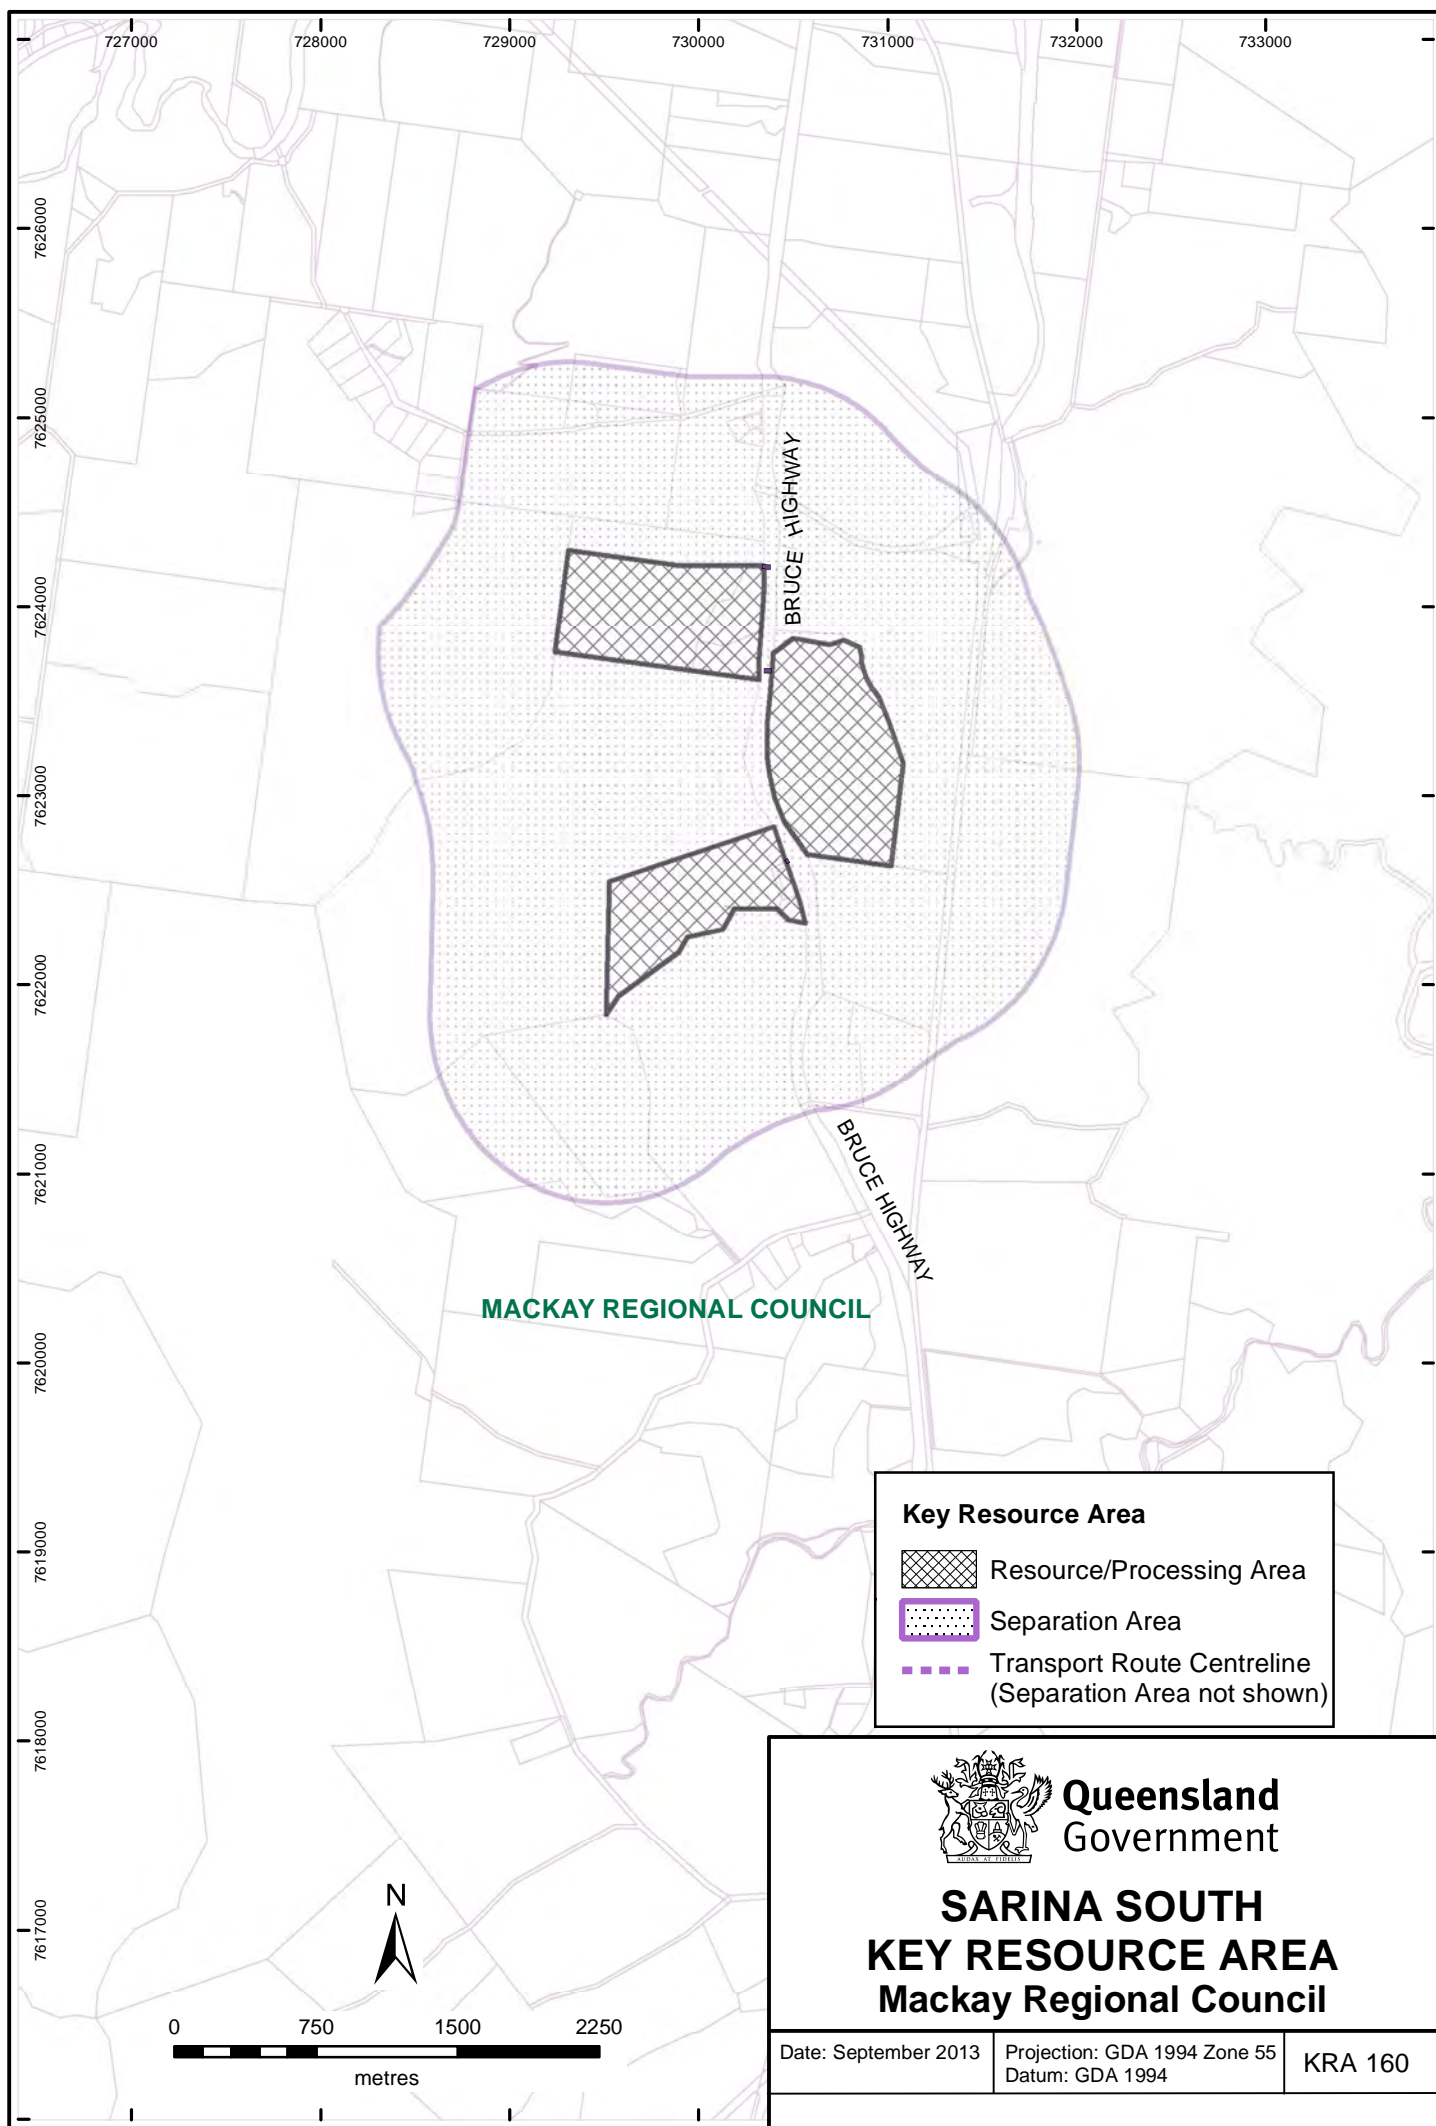 727000
728000
729000
730000
731000
732000
733000
7626000
7625000
7624000
7623000
7622000
7621000
7620000
7619000
7618000
7617000
BRUCE HIGHWAY
BRUCE HIGHWAY
MACKAY REGIONAL COUNCIL
Key Resource Area
Resource/Processing Area
Separation Area
Transport Route Centreline
(Separation Area not shown)
N
0 750 1500 2250
metres
AUDAX AT FIDELIS
Queensland
Government
SARINA SOUTH
KEY RESOURCE AREA
Mackay Regional Council
Date: September 2013
Projection: GDA 1994 Zone 55
Datum: GDA 1994
KRA 160